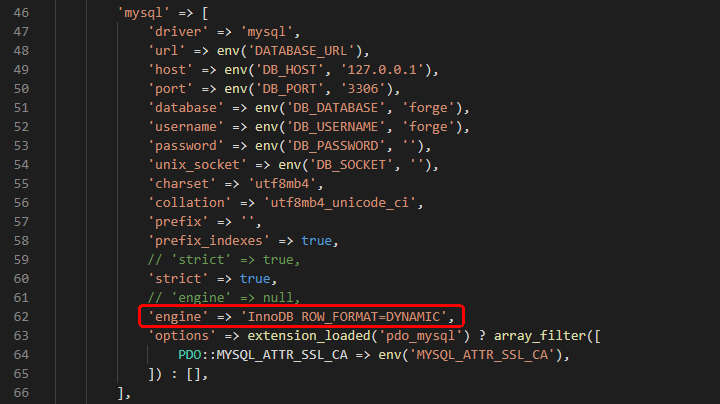 46 'mysql' => [
47 'driver' => 'mysql',
48 'url' => env('DATABASE_URL'),
49 'host' => env('DB_HOST', '127.0.0.1'),
50 'port' => env('DB_PORT', '3306'),
51 'database' => env('DB_DATABASE', 'forge'),
52 'username' => env('DB_USERNAME', 'forge'),
53 'password' => env('DB_PASSWORD', ''),
54 'unix_socket' => env('DB_SOCKET', ''),
55 'charset' => 'utf8mb4',
56 'collation' => 'utf8mb4_unicode_ci',
57 'prefix' => '',
58 'prefix_indexes' => true,
59 // 'strict' => true,
60 'strict' => true,
61 // 'engine' => null,
62 'engine' => 'InnoDB ROW_FORMAT=DYNAMIC',
63 'options' => extension_loaded('pdo_mysql') ? array_filter([
64 PDO::MYSQL_ATTR_SSL_CA => env('MYSQL_ATTR_SSL_CA'),
65 ]) : [],
66 ],